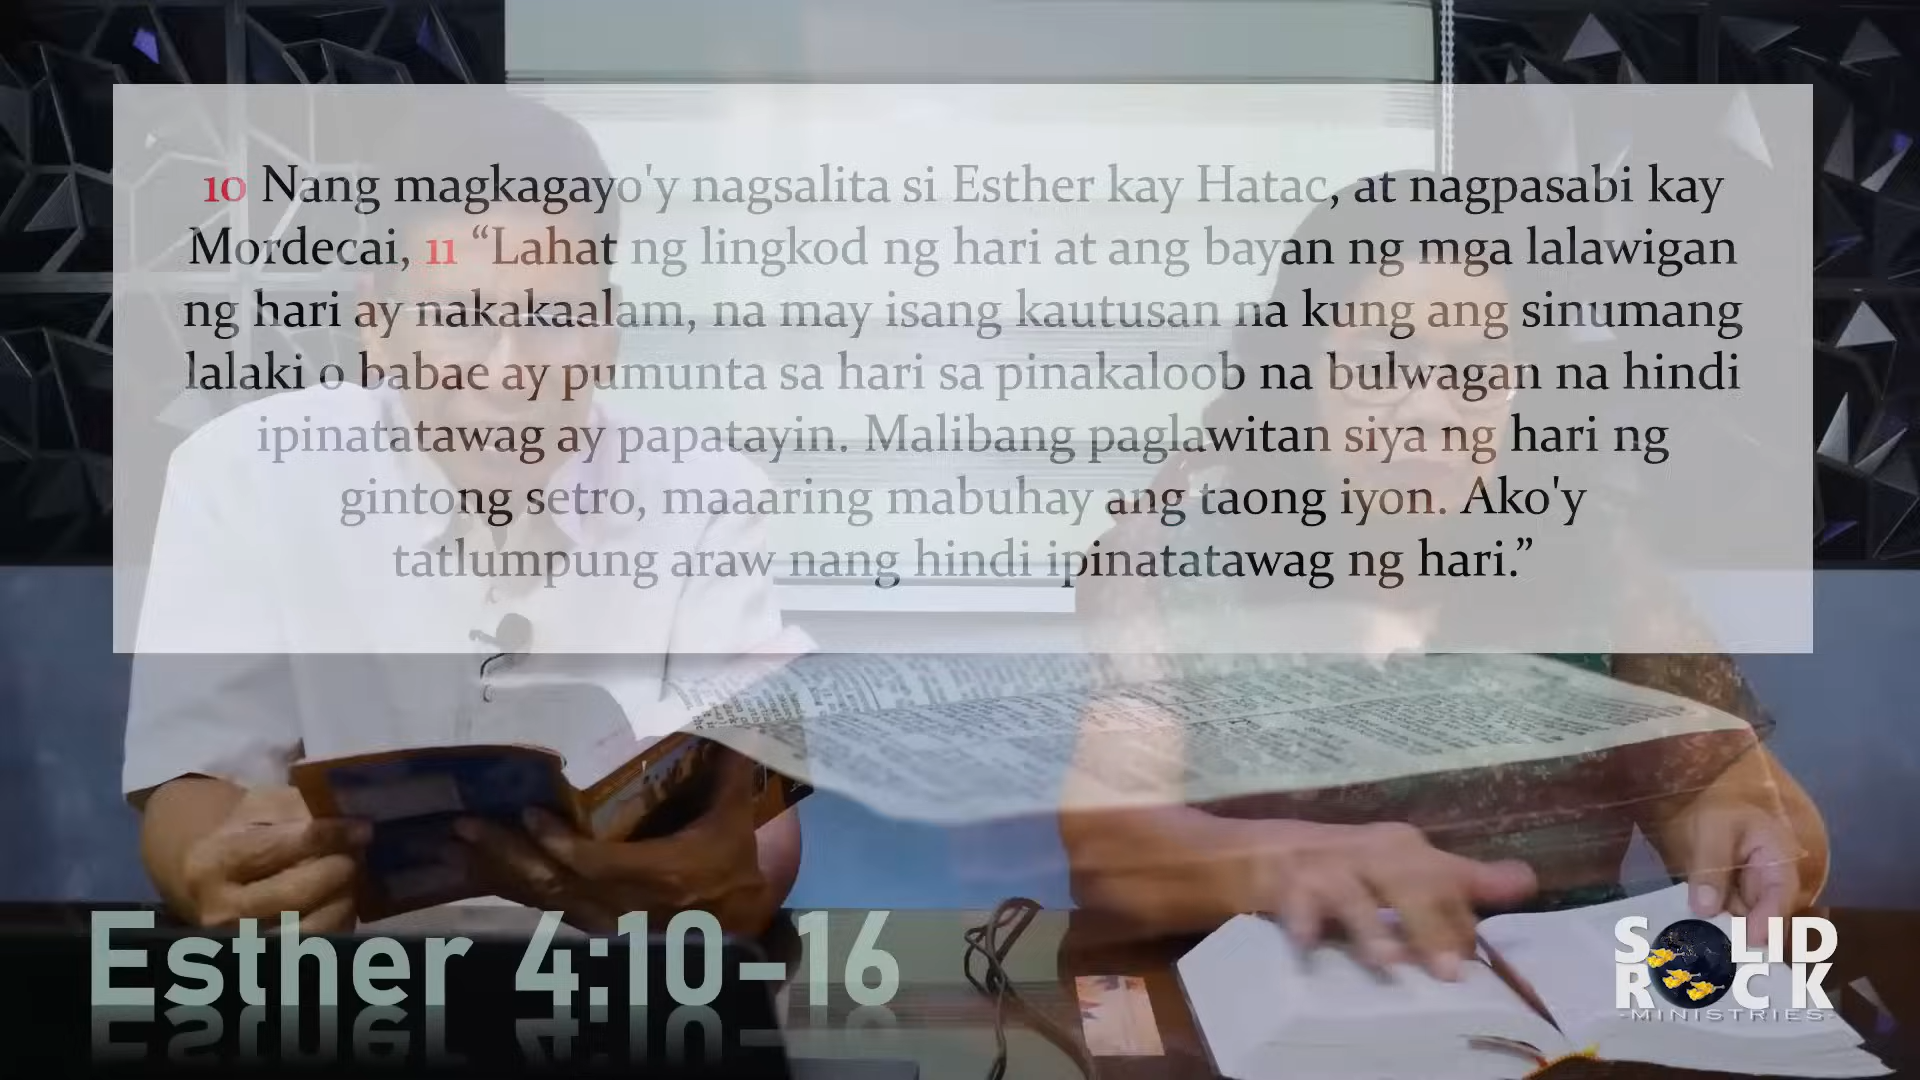 10 Nang magkagayo'y nagsalita si Esther kay Hatac, at nagpasabi kay
Mordecai, 11 “Lahat ng lingkod ng hari at ang bayan ng mga lalawigan
ng hari ay nakakaalam, na may isang kautusan na kung ang sinumang
lalaki o babae ay pumunta sa hari sa pinakaloob na bulwagan na hindi
ipinatatawag ay papatayin. Malibang paglawitan siya ng hari ng
gintong setro, maaaring mabuhay ang taong iyon. Ako'y
tatlumpung araw nang hindi ipinatatawag ng hari.”
Esther 4:10-16
SOLID
ROCK
-MINISTRIES-